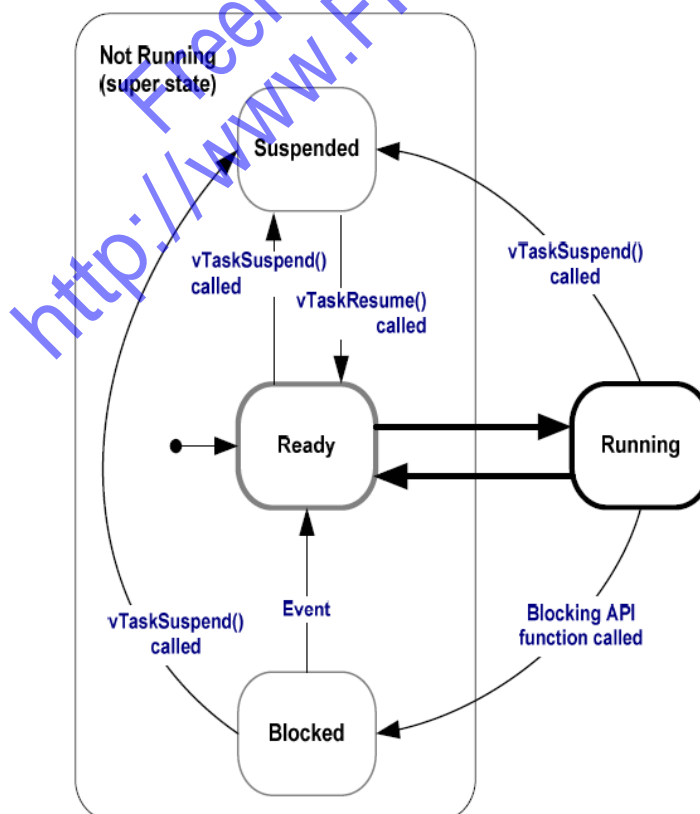 Not Running
(super state)
Suspended
vTaskSuspend()
called
vTaskResume()
called
vTaskSuspend()
called
Ready
Running
Event
vTaskSuspend()
called
Blocking API
function called
Blocked
http://www.Fr